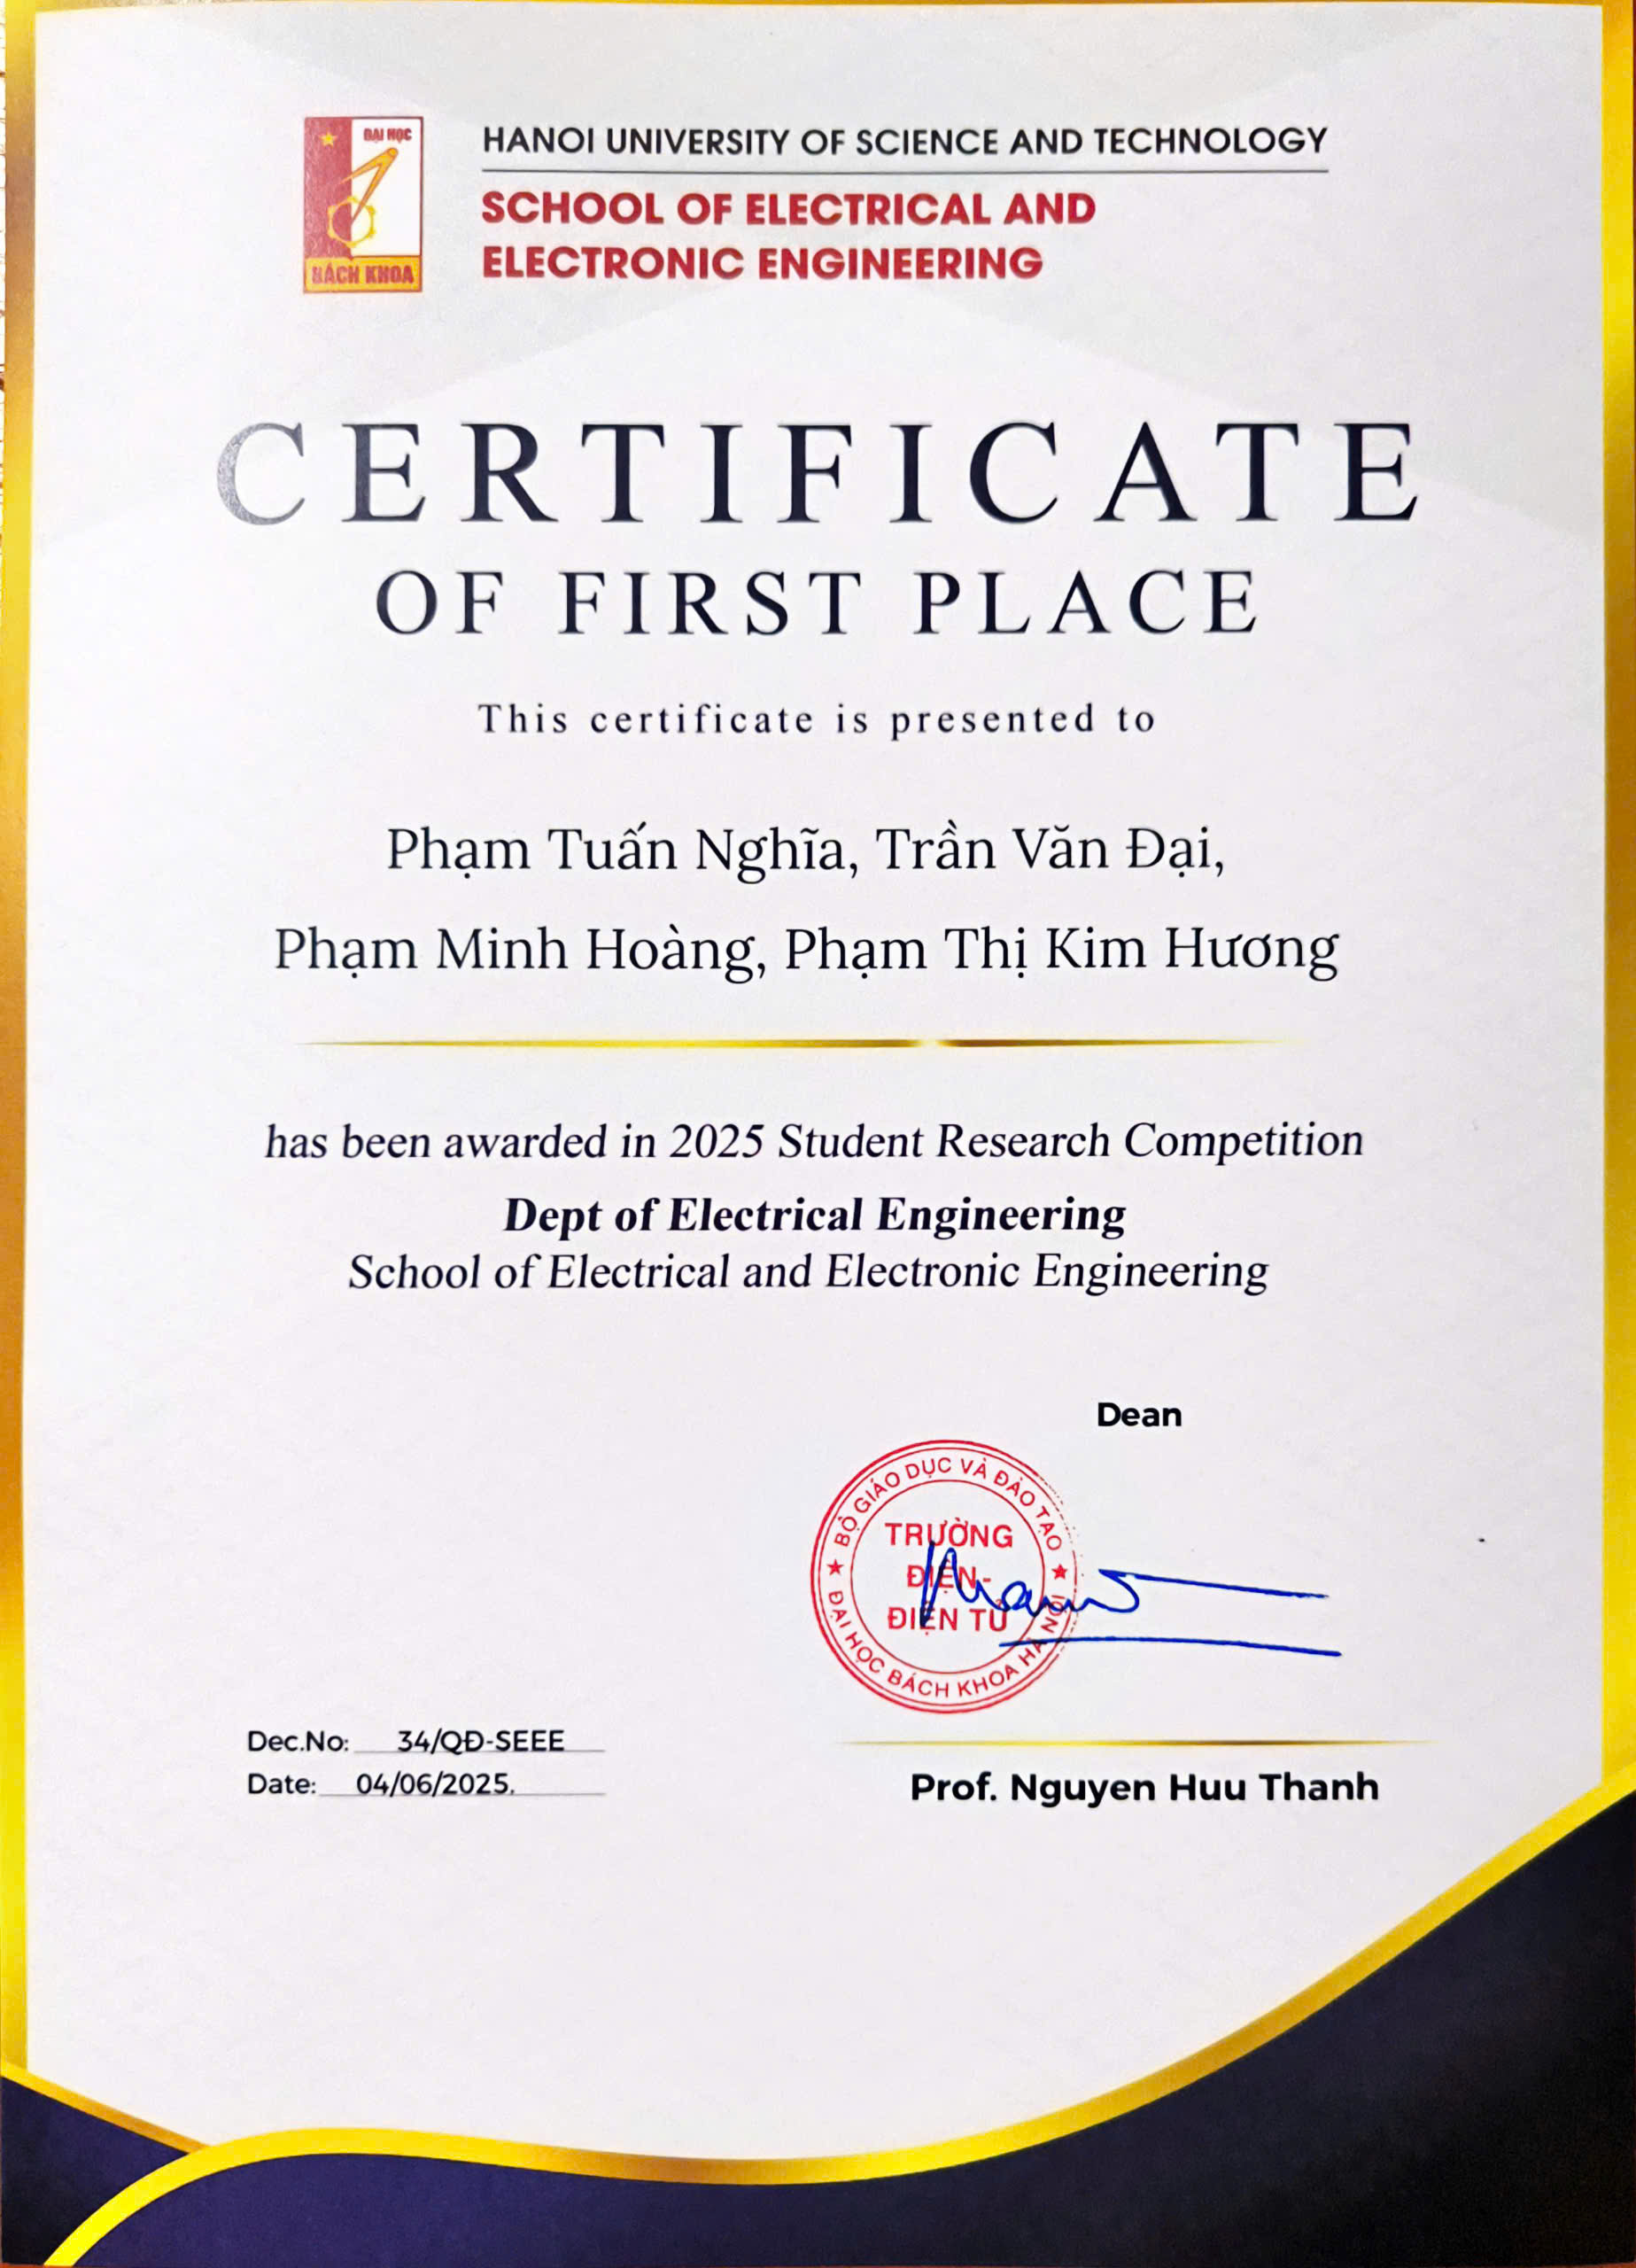 ĐẠI HỌC
BÁCH KHOA
HANOI UNIVERSITY OF SCIENCE AND TECHNOLOGY
SCHOOL OF ELECTRICAL AND
ELECTRONIC ENGINEERING
CERTIFICATE
OF FIRST PLACE
This certificate is presented to
Phạm Tuấn Nghĩa, Trần Văn Đại,
Phạm Minh Hoàng, Phạm Thị Kim Hương
has been awarded in 2025 Student Research Competition
Dept of Electrical Engineering
School of Electrical and Electronic Engineering
Dean
BỘ GIÁO DỤC VÀ ĐÀO TẠO
TRƯỜNG
ĐIỆN-
ĐIỆN TỬ
ĐẠI HỌC BÁCH KHOA HÀ NỘI
Dec.No: 34/QĐ-SEEE
Date: 04/06/2025.
Prof. Nguyen Huu Thanh